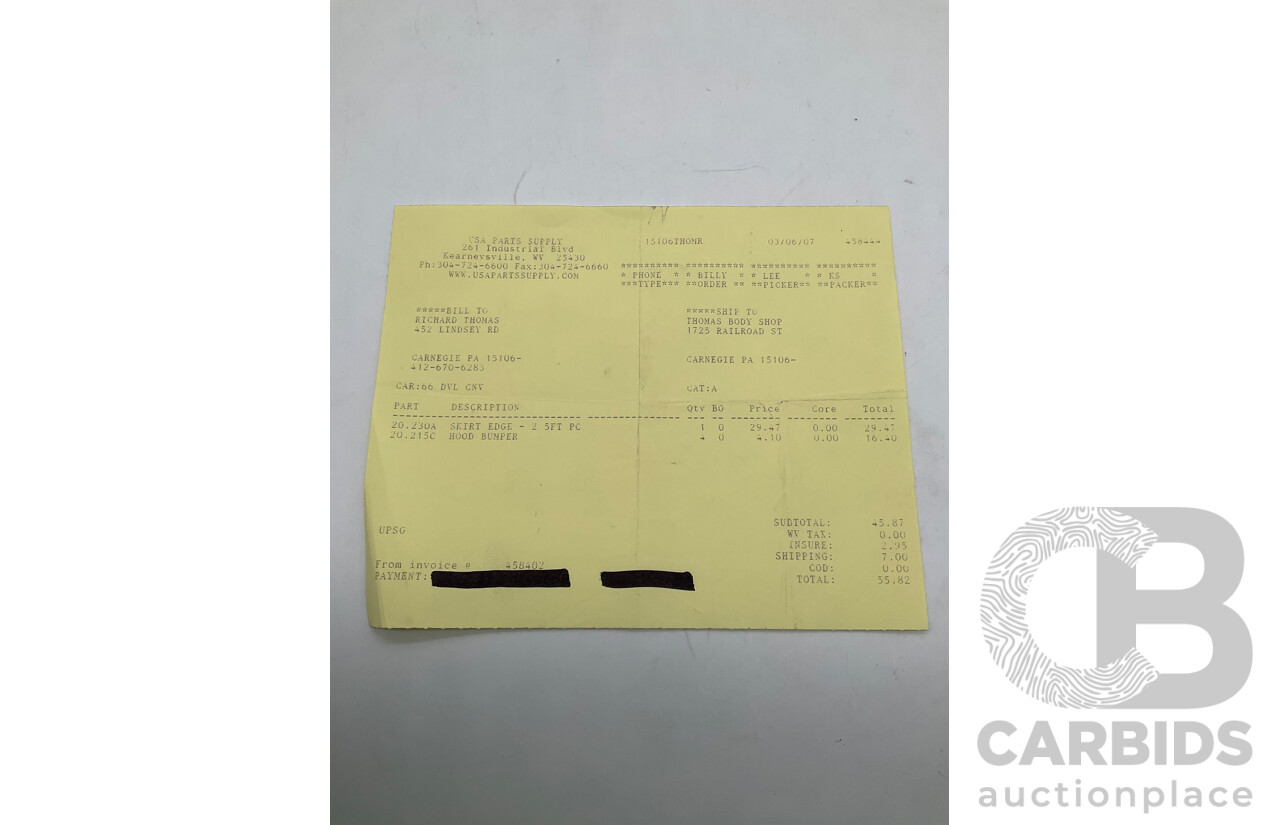 USA PARTS SUPPLY 15106THOMR 03/06/07 458444
261 Industrial Blvd
Kearneysville, WV 25430
Ph:304-724-6600 Fax:304-724-6660 ********** ********** ********** **********
WWW.USAPARTSSUPPLY.COM * PHONE * * BILLY * * LEE * * KS *
***TYPE*** **ORDER ** **PICKER** **PACKER**
*****BILL TO *****SHIP TO
RICHARD THOMAS THOMAS BODY SHOP
452 LINDSEY RD 1725 RAILROAD ST
CARNEGIE PA 15106- CARNEGIE PA 15106-
412-670-6283
CAR:66 DVL CNV CAT:A
PART DESCRIPTION Qty BO Price Core Total
20.230A SKIRT EDGE - 2 5FT PC 1 0 29.47 0.00 29.47
20.215C HOOD BUMPER 4 0 4.10 0.00 16.40
SUBTOTAL: 45.87
UPSG WV TAX: 0.00
INSURE: 2.95
SHIPPING: 7.00
From invoice # 458402 COD: 0.00
PAYMENT: TOTAL: 55.82
CB
CARBIDS
auctionplace